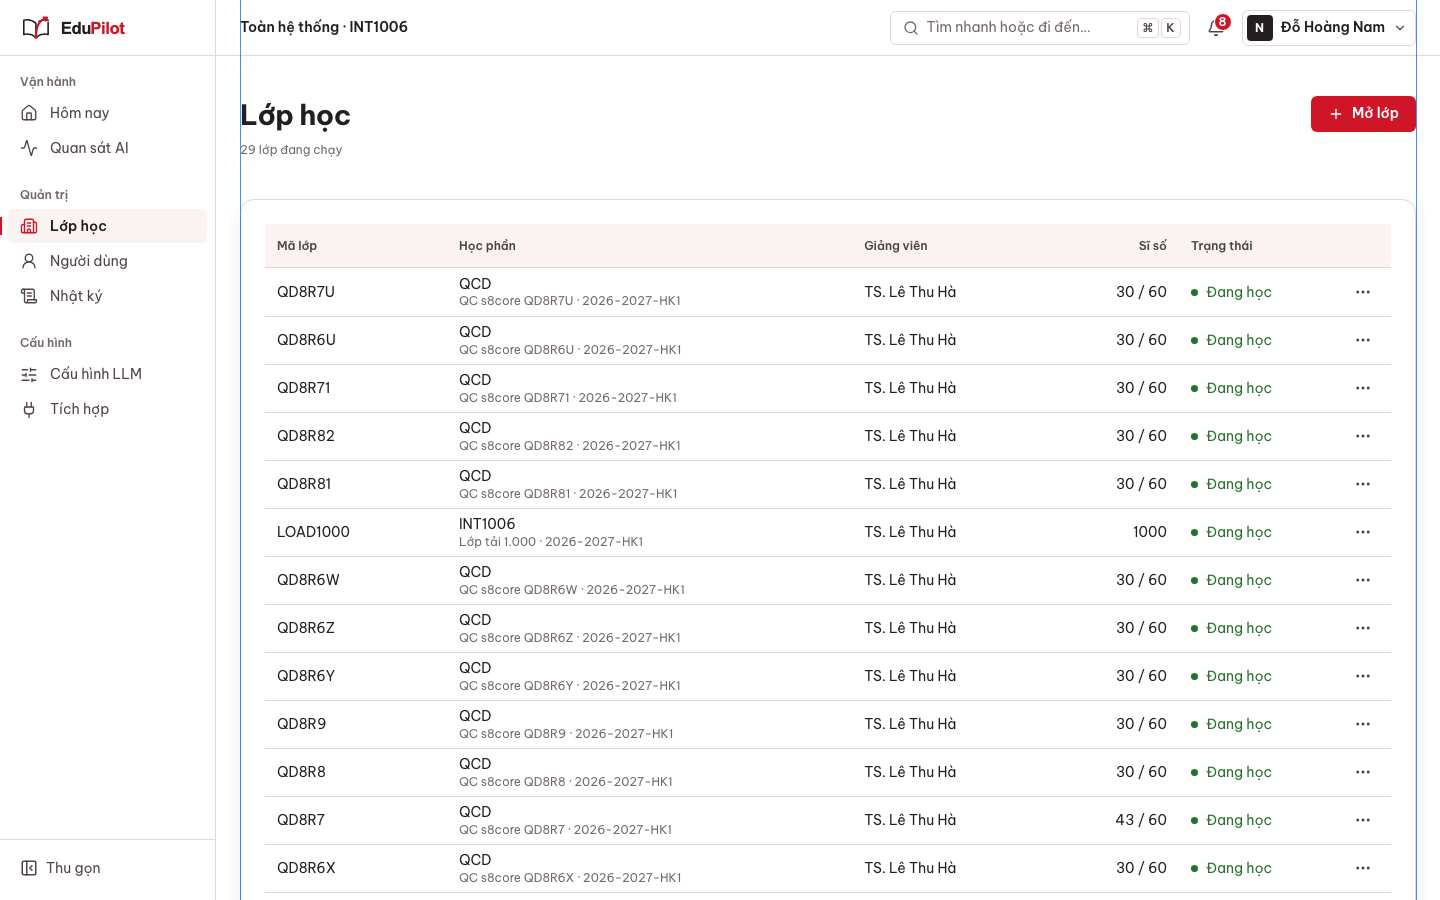 EduPilot
Toàn hệ thống · INT1006
Tìm nhanh hoặc đi đến...
⌘ K
8
N
Đỗ Hoàng Nam
Vận hành
Hôm nay
Quan sát AI
Quản trị
Lớp học
Người dùng
Nhật ký
Cấu hình
Cấu hình LLM
Tích hợp
Thu gọn
Lớp học
29 lớp đang chạy
Mở lớp
Mã lớp Học phần Giảng viên Sĩ số Trạng thái
QD8R7U QCD TS. Lê Thu Hà 30 / 60 Đang học
QC s8core QD8R7U · 2026-2027-HK1
QD8R6U QCD TS. Lê Thu Hà 30 / 60 Đang học
QC s8core QD8R6U · 2026-2027-HK1
QD8R71 QCD TS. Lê Thu Hà 30 / 60 Đang học
QC s8core QD8R71 · 2026-2027-HK1
QD8R82 QCD TS. Lê Thu Hà 30 / 60 Đang học
QC s8core QD8R82 · 2026-2027-HK1
QD8R81 QCD TS. Lê Thu Hà 30 / 60 Đang học
QC s8core QD8R81 · 2026-2027-HK1
LOAD1000 INT1006 TS. Lê Thu Hà 1000 Đang học
Lớp tải 1.000 · 2026-2027-HK1
QD8R6W QCD TS. Lê Thu Hà 30 / 60 Đang học
QC s8core QD8R6W · 2026-2027-HK1
QD8R6Z QCD TS. Lê Thu Hà 30 / 60 Đang học
QC s8core QD8R6Z · 2026-2027-HK1
QD8R6Y QCD TS. Lê Thu Hà 30 / 60 Đang học
QC s8core QD8R6Y · 2026-2027-HK1
QD8R9 QCD TS. Lê Thu Hà 30 / 60 Đang học
QC s8core QD8R9 · 2026-2027-HK1
QD8R8 QCD TS. Lê Thu Hà 30 / 60 Đang học
QC s8core QD8R8 · 2026-2027-HK1
QD8R7 QCD TS. Lê Thu Hà 43 / 60 Đang học
QC s8core QD8R7 · 2026-2027-HK1
QD8R6X QCD TS. Lê Thu Hà 30 / 60 Đang học
QC s8core QD8R6X · 2026-2027-HK1